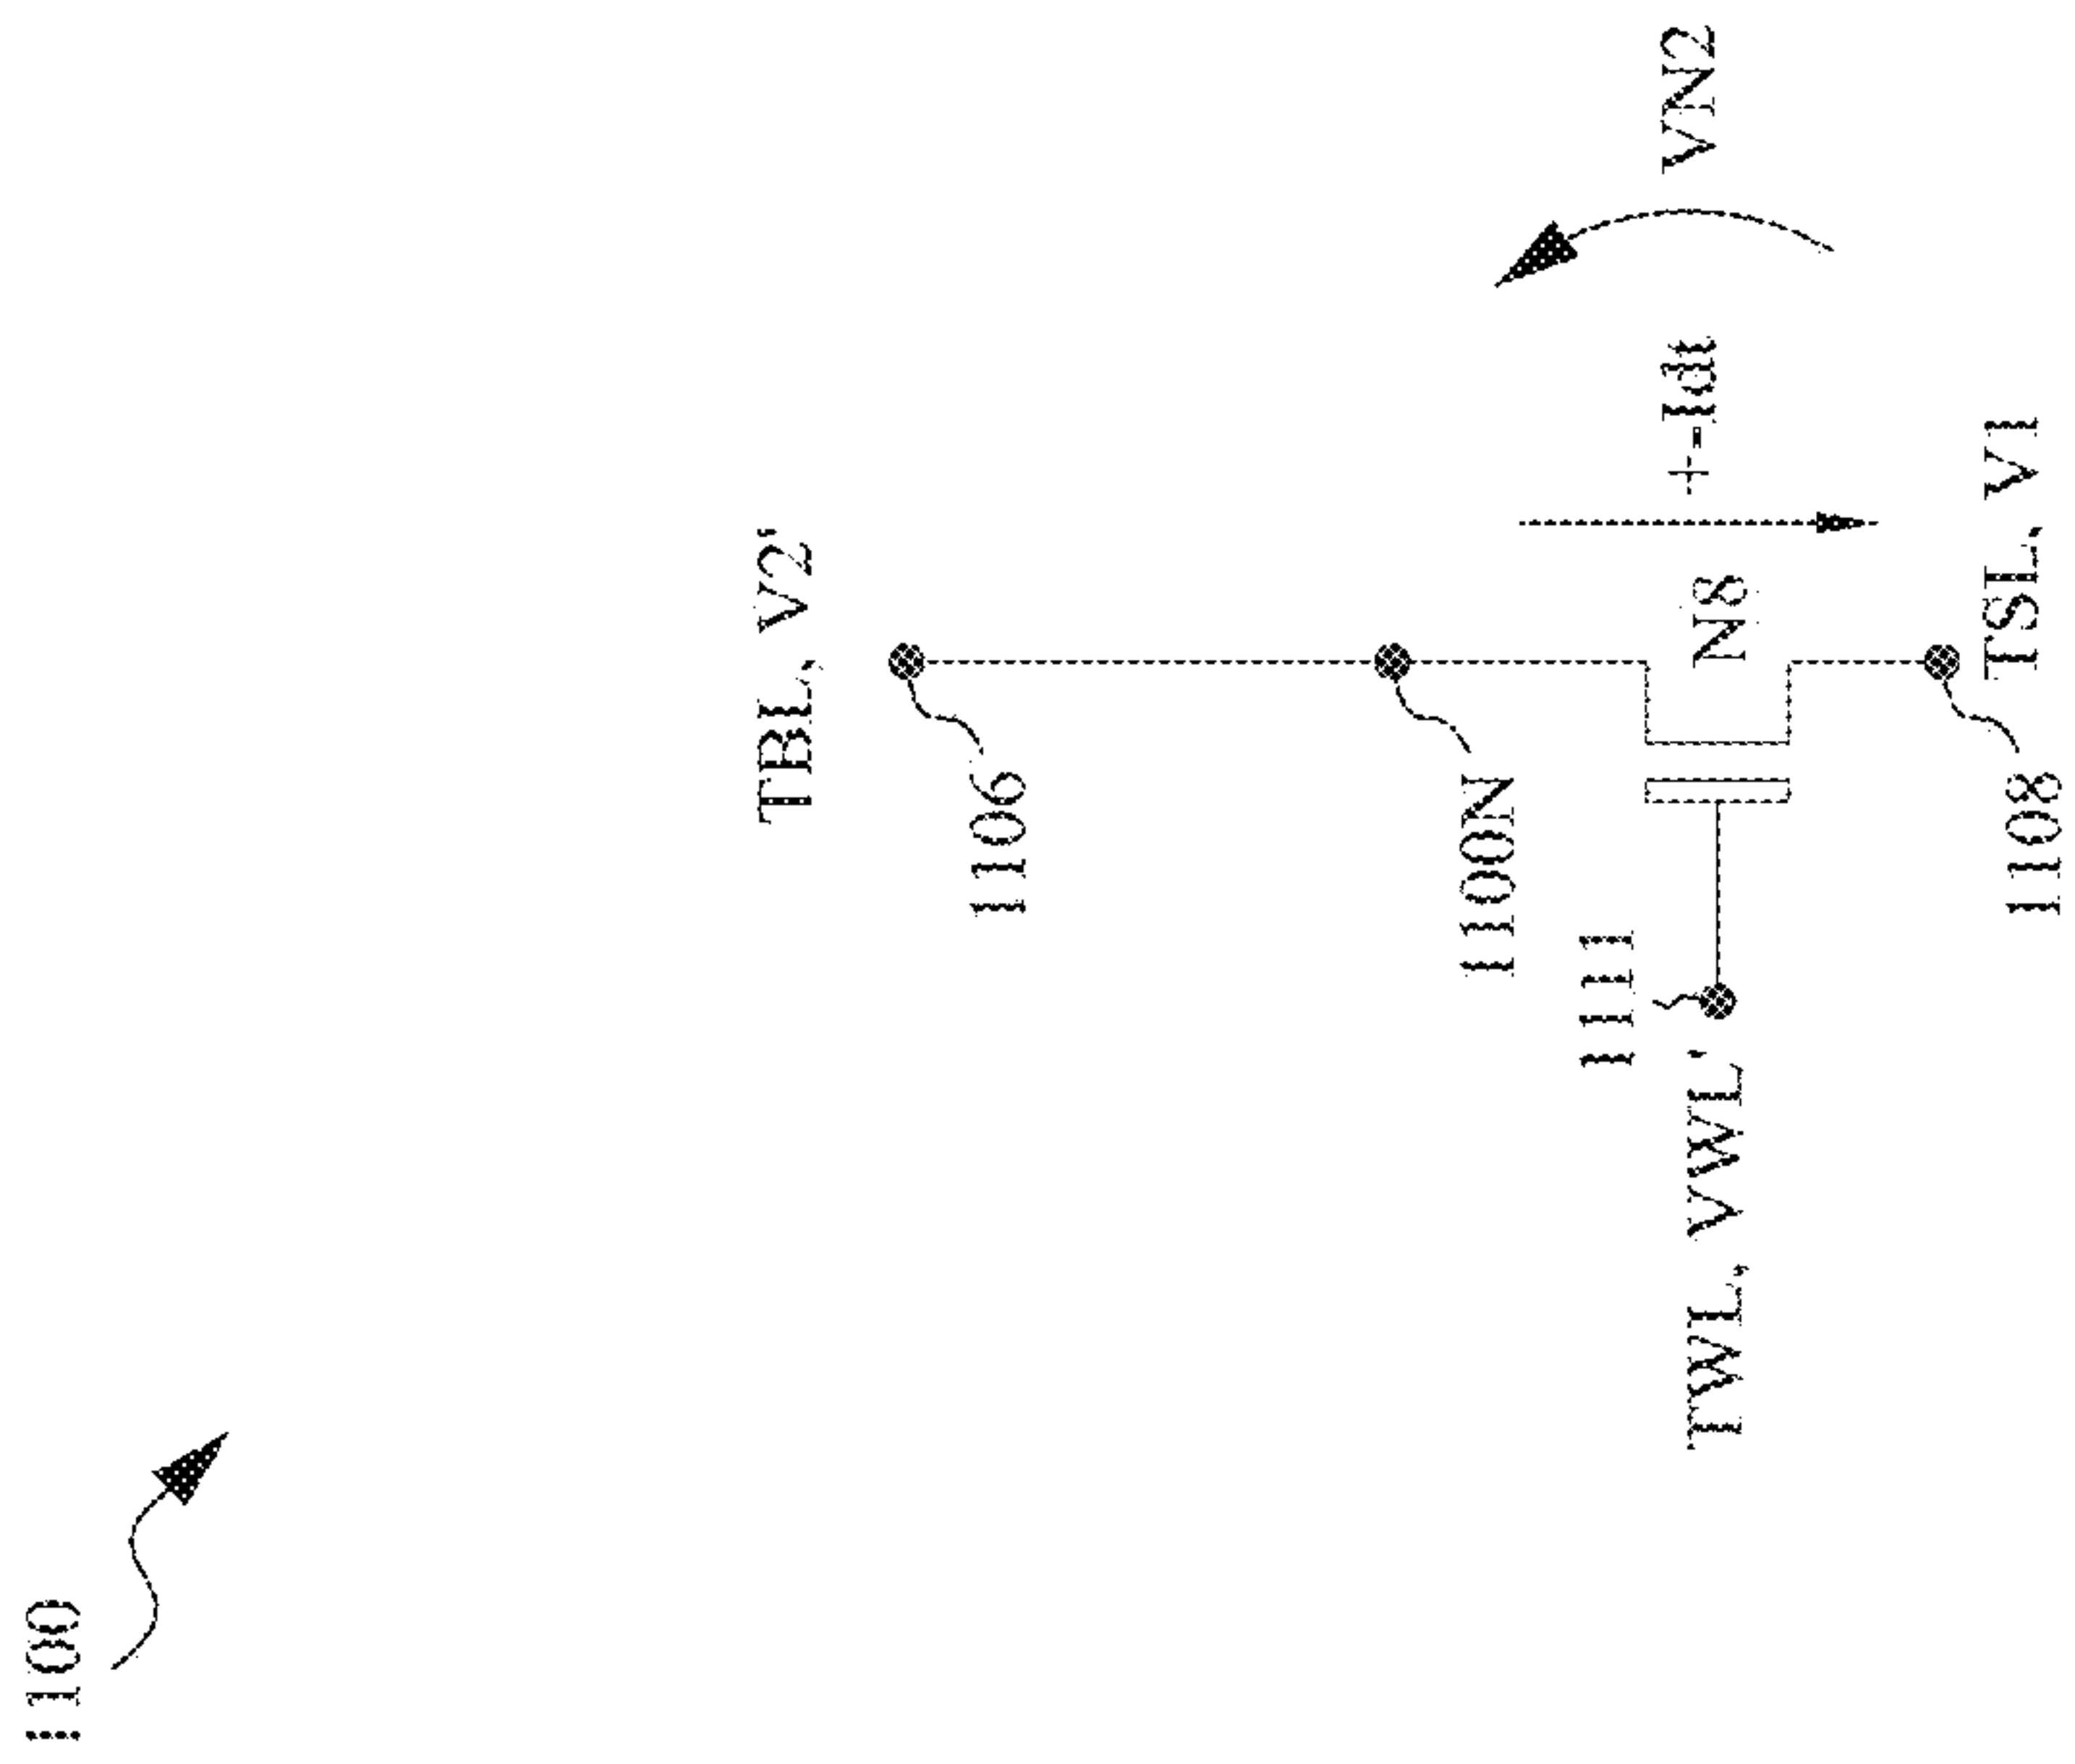 1100
TBL, V2'
1106
1100N
1111
TWL, VWL'
N8
+-Idt
VN2
TSL, V1
1108